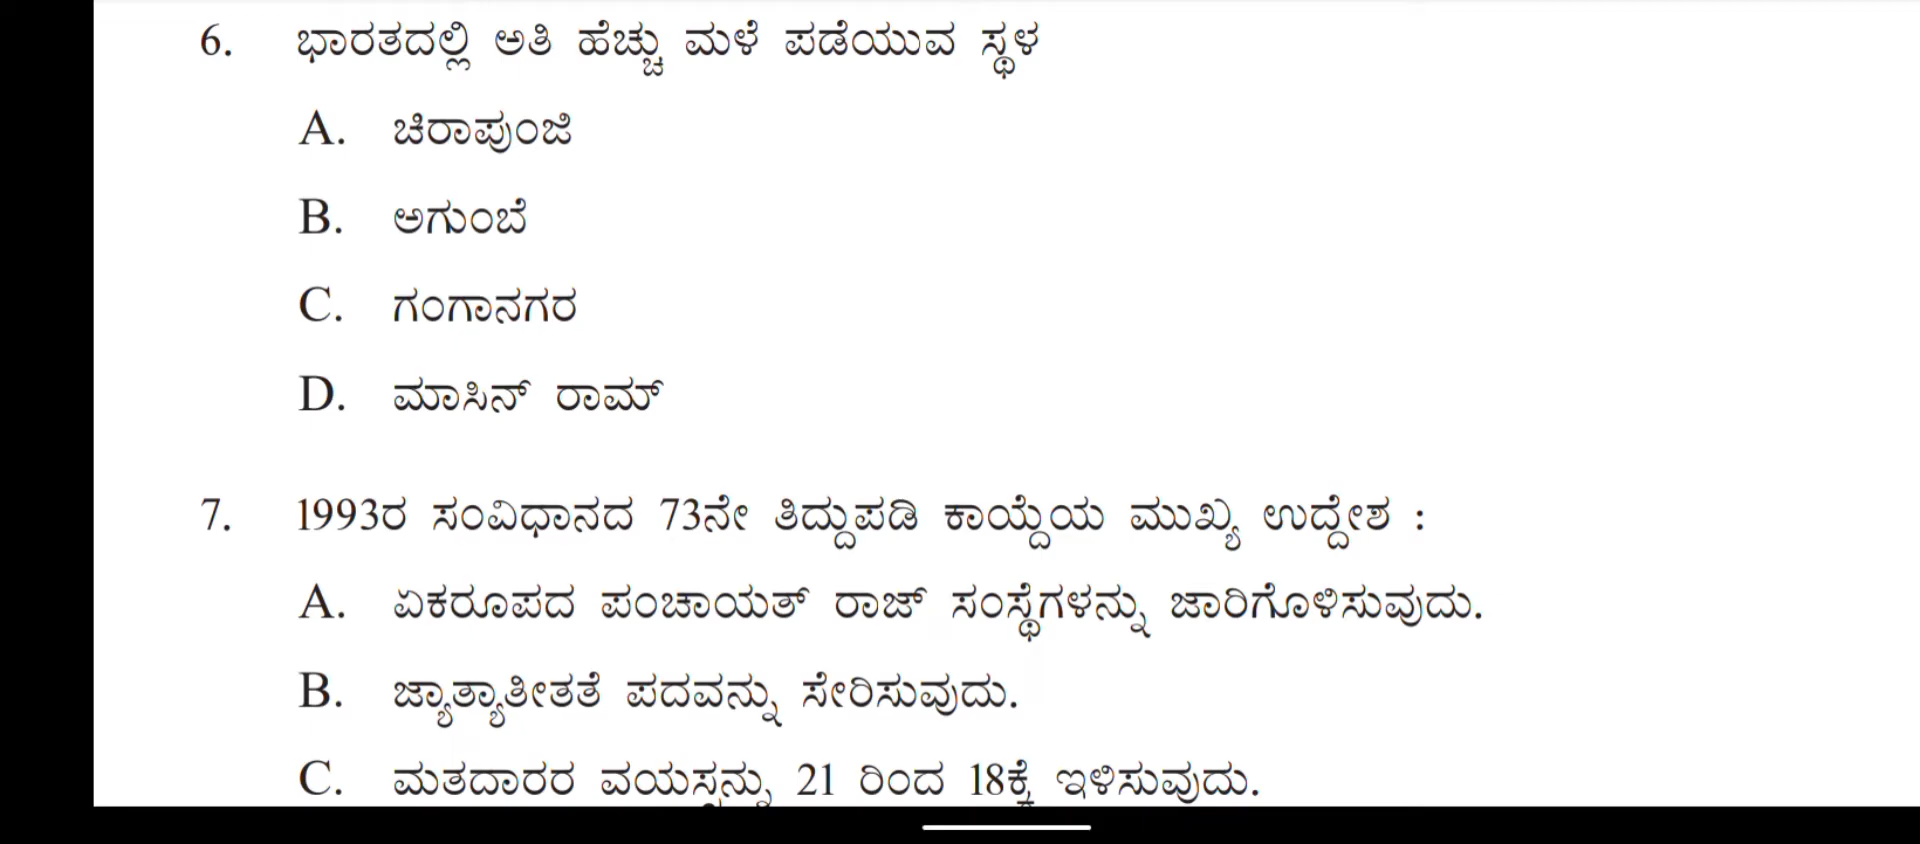 6. ಭಾರತದಲ್ಲಿ ಅತಿ ಹೆಚ್ಚು ಮಳೆ ಪಡೆಯುವ ಸ್ಥಳ
A. ಚಿರಾಪುಂಜಿ
B. ಅಗುಂಬೆ
C. ಗಂಗಾನಗರ
D. ಮಾಸಿನ್ ರಾಮ್
7. 1993ರ ಸಂವಿಧಾನದ 73ನೇ ತಿದ್ದುಪಡಿ ಕಾಯ್ದೆಯ ಮುಖ್ಯ ಉದ್ದೇಶ :
A. ಏಕರೂಪದ ಪಂಚಾಯತ್ ರಾಜ್ ಸಂಸ್ಥೆಗಳನ್ನು ಜಾರಿಗೊಳಿಸುವುದು.
B. ಜ್ಯಾತ್ಯಾತೀತತೆ ಪದವನ್ನು ಸೇರಿಸುವುದು.
C. ಮತದಾರರ ವಯಸ್ಸನ್ನು 21 ರಿಂದ 18ಕ್ಕೆ ಇಳಿಸುವುದು.